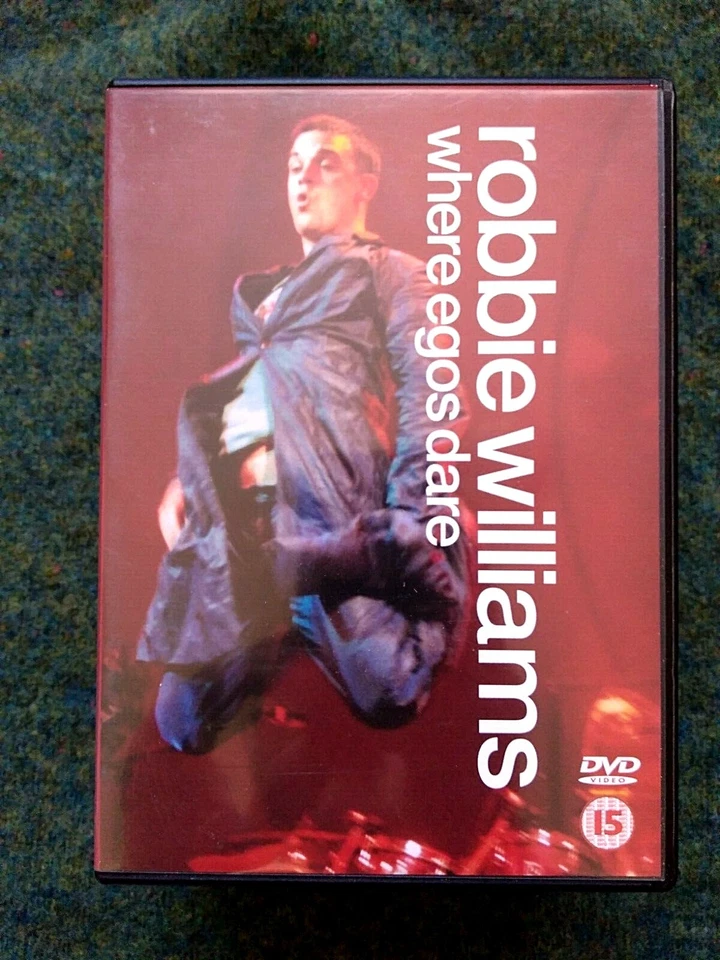 robbie williams
where egos dare
DVD
VIDEO
15